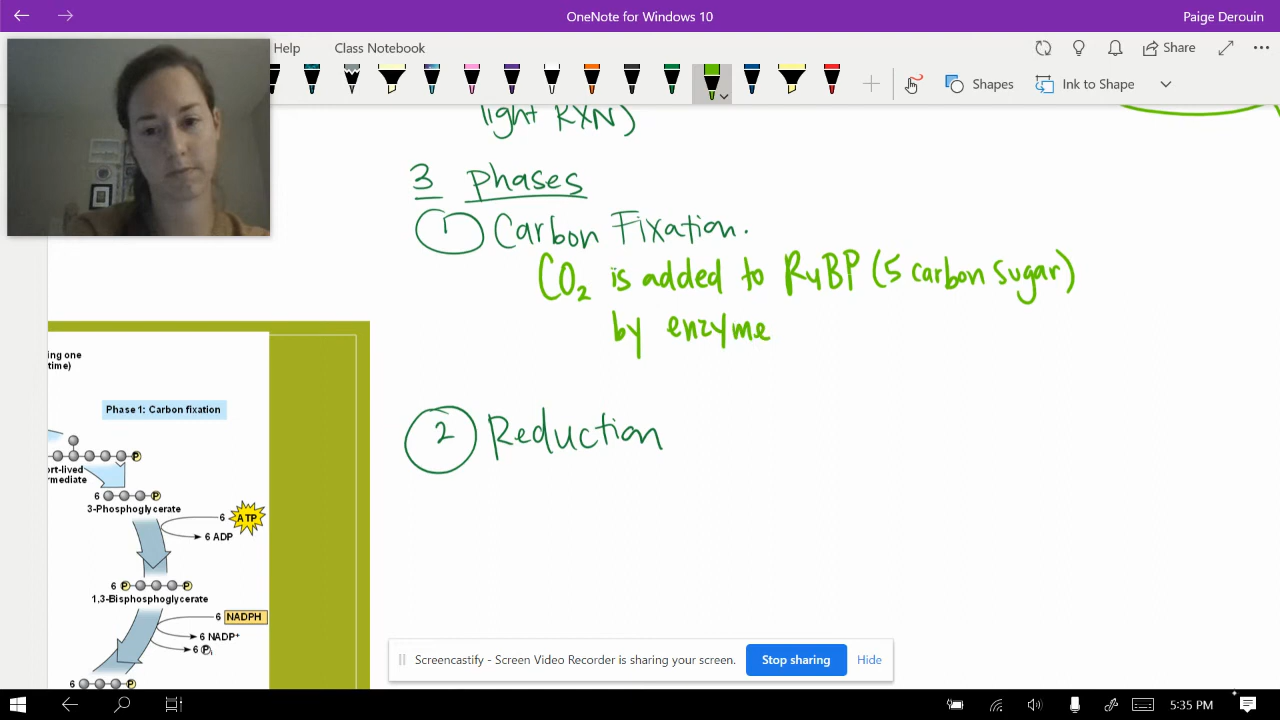 OneNote for Windows 10
Paige Derouin
Help
Class Notebook
Share
Shapes
Ink to Shape
light RXN)
3 phases
1 Carbon Fixation.
CO2 is added to RuBP (5 carbon sugar)
by enzyme
ing one
time)
Phase 1: Carbon fixation
P
ort-lived
rmediate
6 P
3-Phosphoglycerate
6 ATP
6 ADP
6 P P
1,3-Bisphosphoglycerate
6 NADPH
6 NADP+
6 Pi
6 P
2 Reduction
Screencastify - Screen Video Recorder is sharing your screen.
Stop sharing
Hide
5:35 PM